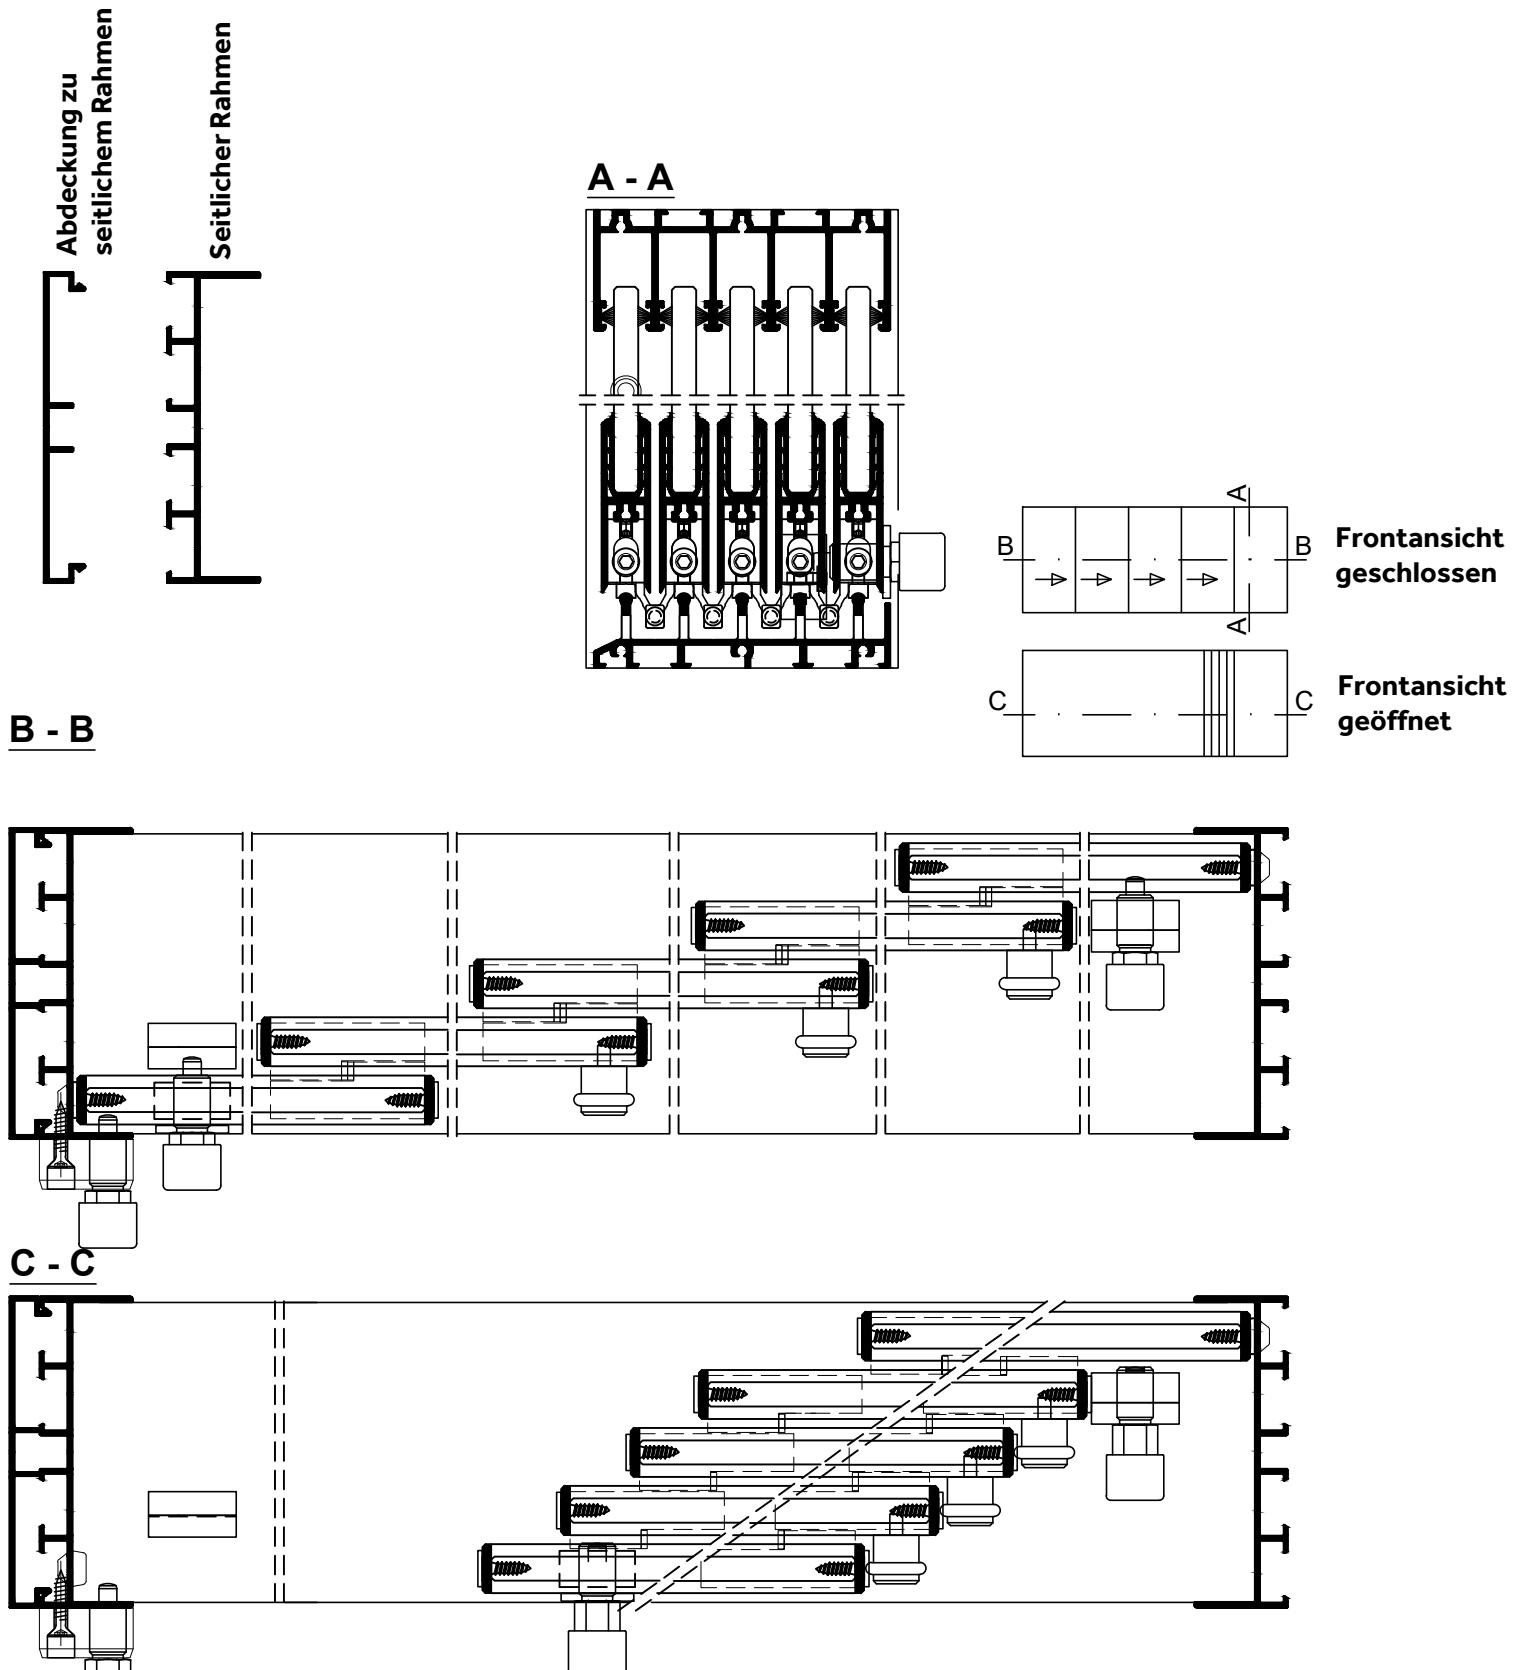 Abdeckung zu
seitlichem Rahmen
Seitlicher Rahmen
A - A
A
B
B
Frontansicht
geschlossen
A
C
C
Frontansicht
geöffnet
B - B
C - C